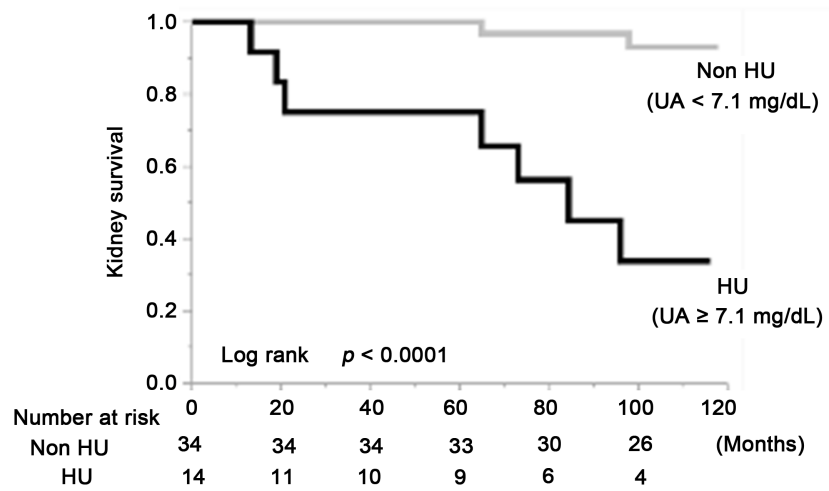 Kidney survival
1.0
0.8
0.6
0.4
0.2
0.0
Non HU
(UA < 7.1 mg/dL)
HU
(UA ≥ 7.1 mg/dL)
Log rank p < 0.0001
0 20 40 60 80 100 120
Number at risk
Non HU 34 34 34 33 30 26 (Months)
HU 14 11 10 9 6 4